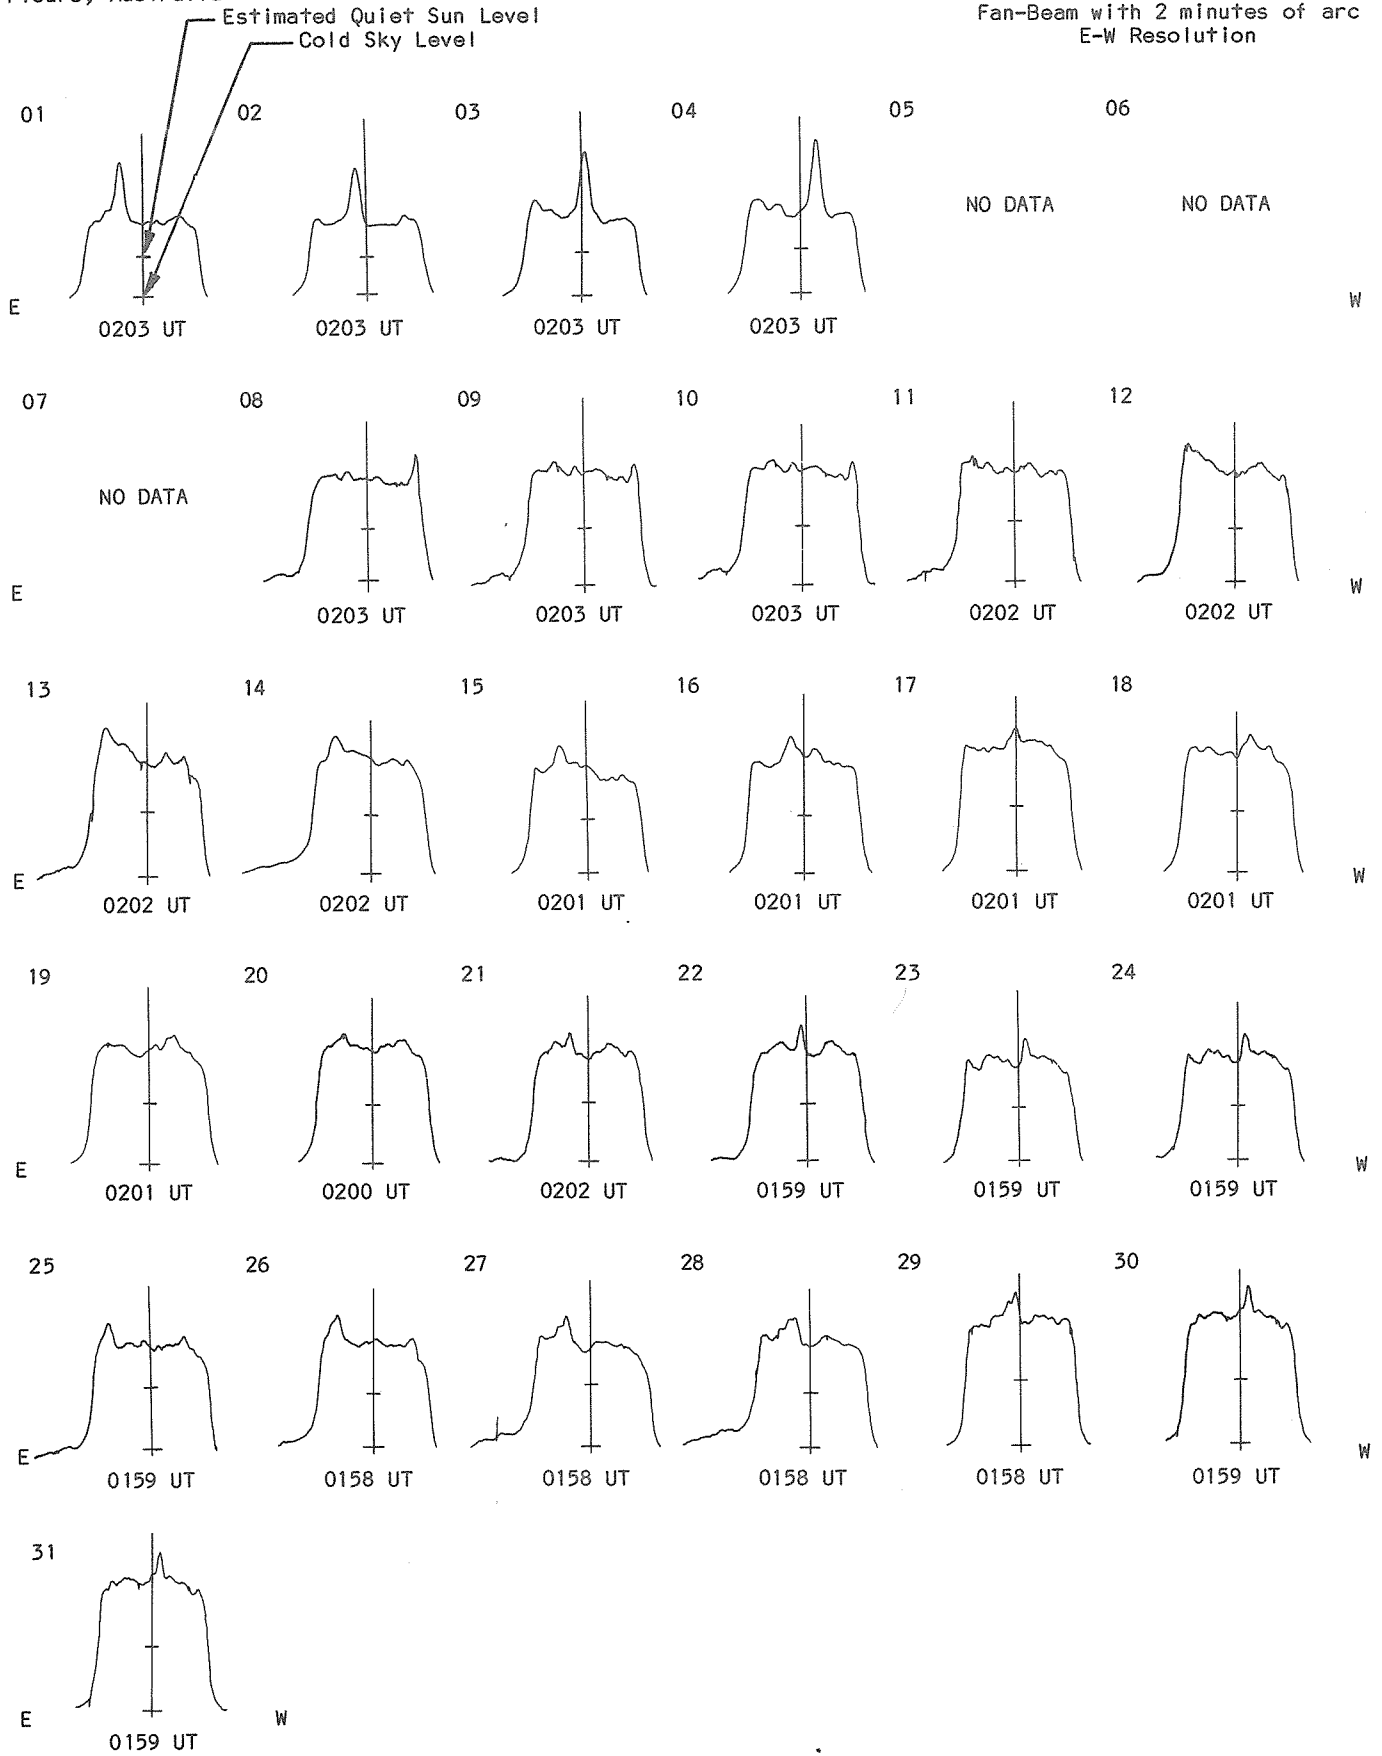 Estimated Quiet Sun Level
Cold Sky Level
Fan-Beam with 2 minutes of arc
E-W Resolution
01 02 03 04 05 06
NO DATA NO DATA
E W
0203 UT 0203 UT 0203 UT 0203 UT
07 08 09 10 11 12
NO DATA
E W
0203 UT 0203 UT 0203 UT 0202 UT 0202 UT
13 14 15 16 17 18
E W
0202 UT 0202 UT 0201 UT 0201 UT 0201 UT 0201 UT
19 20 21 22 23 24
E W
0201 UT 0200 UT 0202 UT 0159 UT 0159 UT 0159 UT
25 26 27 28 29 30
E W
0159 UT 0158 UT 0158 UT 0158 UT 0158 UT 0159 UT
31
E W
0159 UT